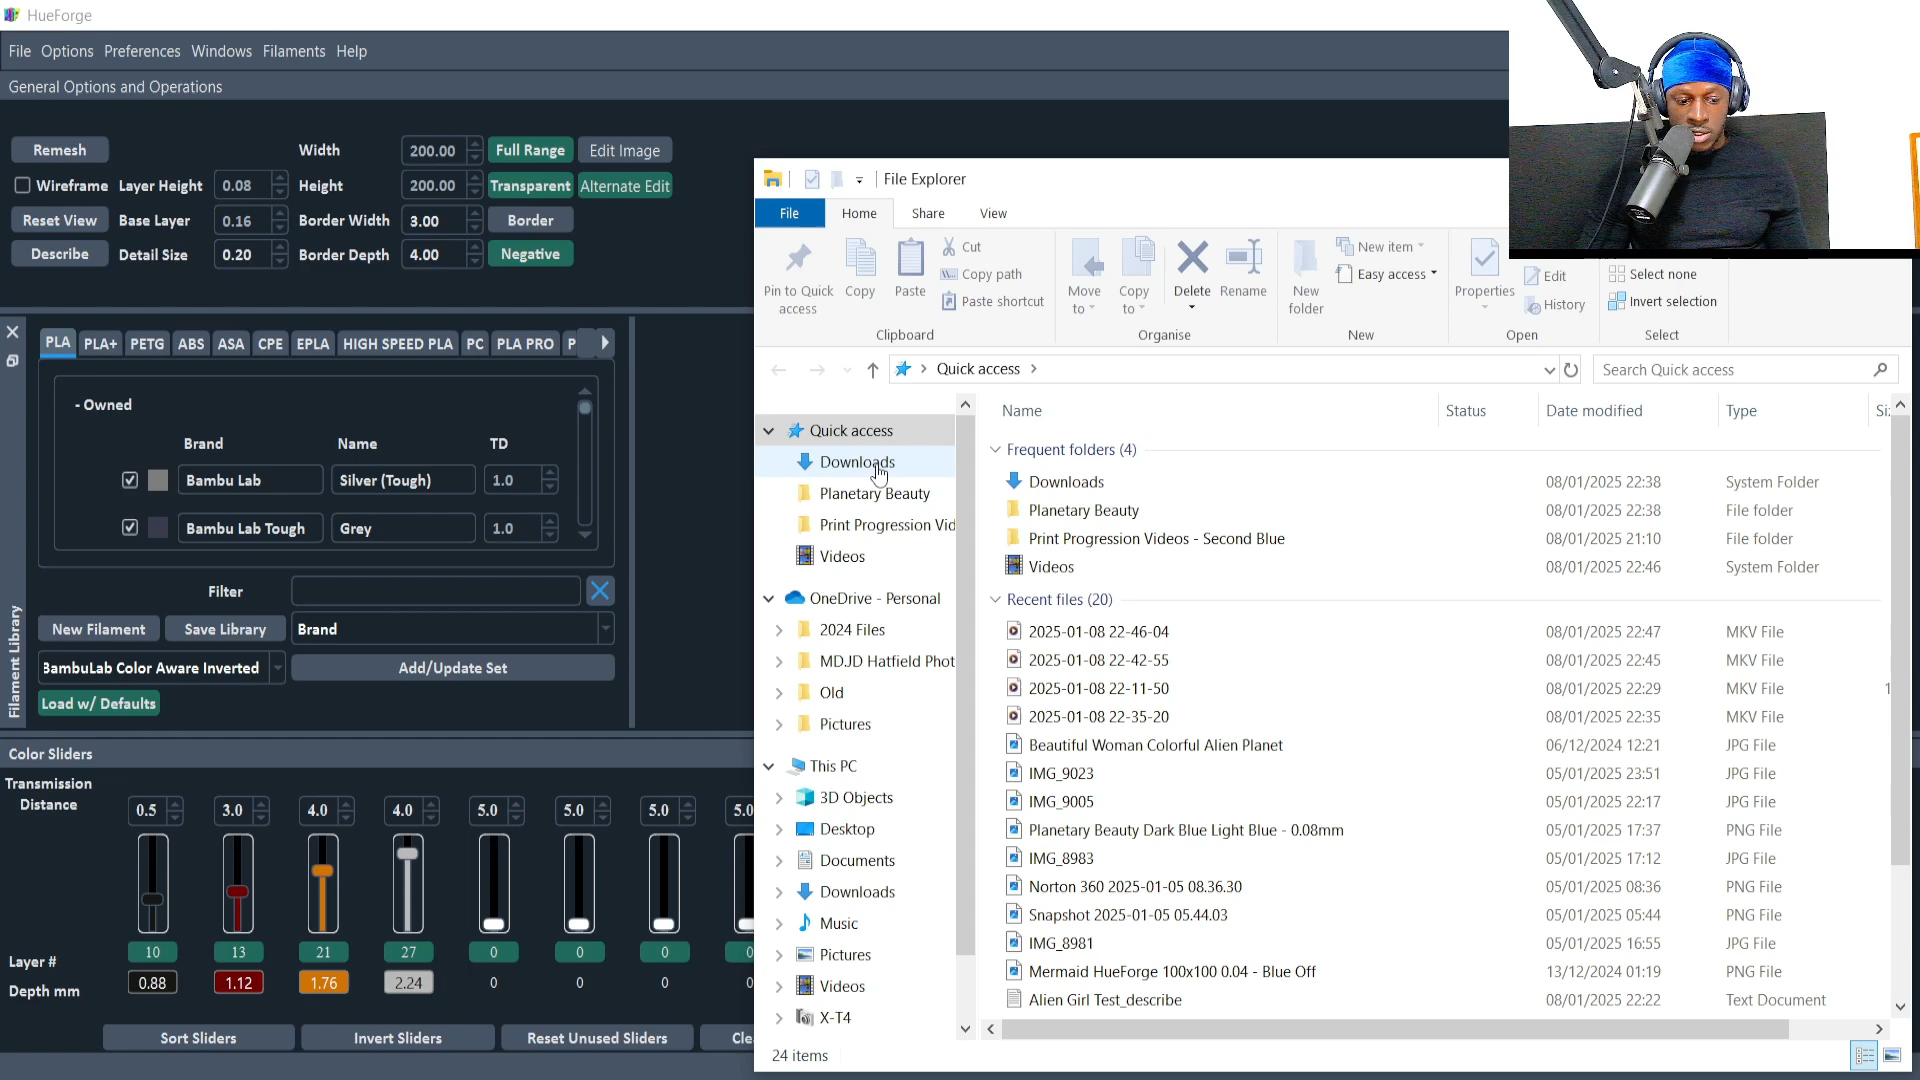 HueForge
File Options Preferences Windows Filaments Help
General Options and Operations
Remesh Width 200.00 Full Range Edit Image
Wireframe Layer Height 0.08 Height 200.00 Transparent Alternate Edit
Reset View Base Layer 0.16 Border Width 3.00 Border
Describe Detail Size 0.20 Border Depth 4.00 Negative
PLA PLA+ PETG ABS ASA CPE EPLA HIGH SPEED PLA PC PLA PRO P
- Owned
Brand Name TD
Bambu Lab Silver (Tough) 1.0
Bambu Lab Tough Grey 1.0
Filter
New Filament Save Library Brand
BambuLab Color Aware Inverted Add/Update Set
Load w/ Defaults
Filament Library
Color Sliders
Transmission
Distance
0.5 3.0 4.0 4.0 5.0 5.0 5.0 5.0
Layer # 10 13 21 27 0 0 0 0
Depth mm 0.88 1.12 1.76 2.24 0 0 0 0
Sort Sliders Invert Sliders Reset Unused Sliders Cle
File Explorer
File Home Share View
Pin to Quick
access
Copy
Paste
Cut
Copy path
Paste shortcut
Clipboard
Move
to
Copy
to
Delete
Rename
Organise
New
folder
New item
Easy access
New
Properties
Edit
History
Open
Select none
Invert selection
Select
Quick access
Search Quick access
Quick access
Downloads
Planetary Beauty
Print Progression Vid
Videos
OneDrive - Personal
2024 Files
MDJD Hatfield Phot
Old
Pictures
This PC
3D Objects
Desktop
Documents
Downloads
Music
Pictures
Videos
X-T4
Name Status Date modified Type Si
Frequent folders (4)
Downloads 08/01/2025 22:38 System Folder
Planetary Beauty 08/01/2025 22:38 File folder
Print Progression Videos - Second Blue 08/01/2025 21:10 File folder
Videos 08/01/2025 22:46 System Folder
Recent files (20)
2025-01-08 22-46-04 08/01/2025 22:47 MKV File
2025-01-08 22-42-55 08/01/2025 22:45 MKV File
2025-01-08 22-11-50 08/01/2025 22:29 MKV File 1
2025-01-08 22-35-20 08/01/2025 22:35 MKV File
Beautiful Woman Colorful Alien Planet 06/12/2024 12:21 JPG File
IMG_9023 05/01/2025 23:51 JPG File
IMG_9005 05/01/2025 22:17 JPG File
Planetary Beauty Dark Blue Light Blue - 0.08mm 05/01/2025 17:37 PNG File
IMG_8983 05/01/2025 17:12 JPG File
Norton 360 2025-01-05 08.36.30 05/01/2025 08:36 PNG File
Snapshot 2025-01-05 05.44.03 05/01/2025 05:44 PNG File
IMG_8981 05/01/2025 16:55 JPG File
Mermaid HueForge 100x100 0.04 - Blue Off 13/12/2024 01:19 PNG File
Alien Girl Test_describe 08/01/2025 22:22 Text Document
24 items